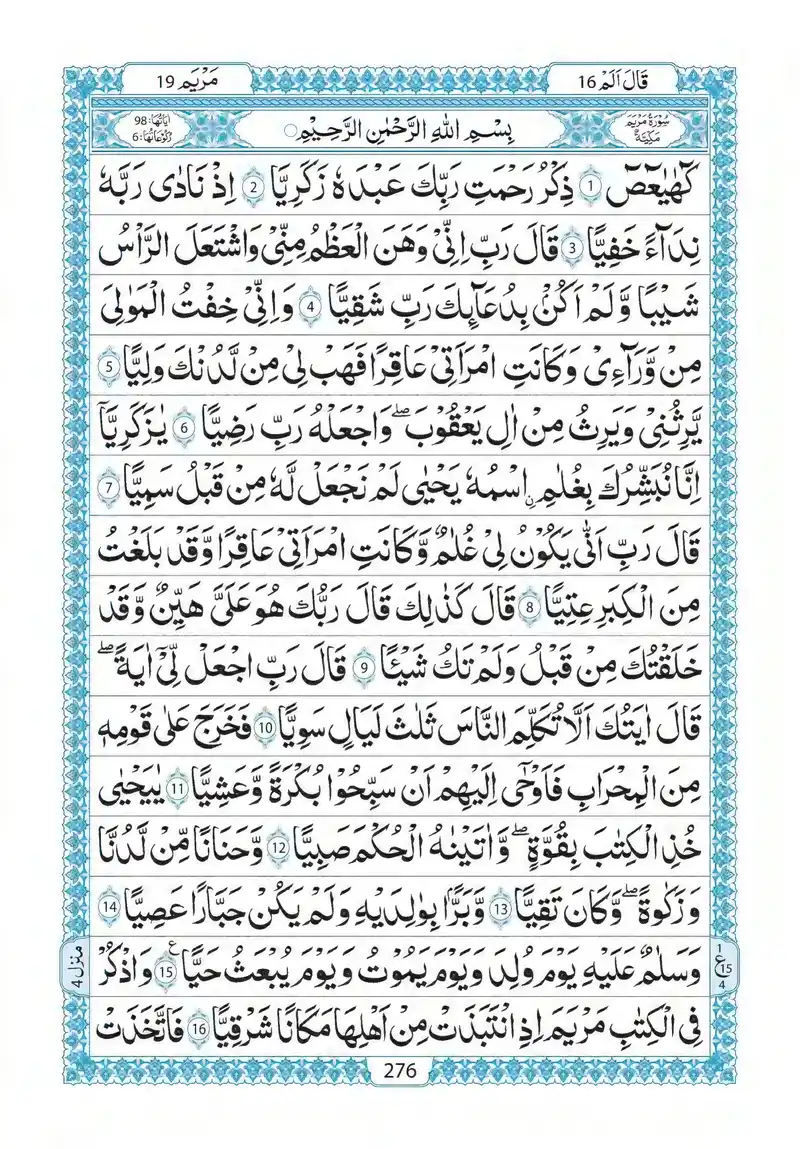 قَالَ اَلَمْ 16
مَرْيَم 19
سُوْرَةُ مَرْيَمَ
مَكِّيَّةٌ
بِسْمِ اللّٰهِ الرَّحْمٰنِ الرَّحِيْمِ
اٰيَاتُهَا: 98
رُكُوْعَاتُهَا: 6
كٓهٰيٰعٓصٓ 1 ذِكْرُ رَحْمَتِ رَبِّكَ عَبْدَهٗ زَكَرِيَّا 2 اِذْ نَادٰى رَبَّهٗ
نِدَآءً خَفِيًّا 3 قَالَ رَبِّ اِنِّىْ وَهَنَ الْعَظْمُ مِنِّىْ وَاشْتَعَلَ الرَّاْسُ
شَيْبًا وَّلَمْ اَكُنْۢ بِدُعَآئِكَ رَبِّ شَقِيًّا 4 وَاِنِّىْ خِفْتُ الْمَوَالِىَ
مِنْ وَّرَآءِىْ وَكَانَتِ امْرَاَتِىْ عَاقِرًا فَهَبْ لِىْ مِنْ لَّدُنْكَ وَلِيًّا 5
يَّرِثُنِىْ وَيَرِثُ مِنْ اٰلِ يَعْقُوْبَ ۖ وَاجْعَلْهُ رَبِّ رَضِيًّا 6 يٰزَكَرِيَّآ
اِنَّا نُبَشِّرُكَ بِغُلٰمِ ِۨاسْمُهٗ يَحْيٰى لَمْ نَجْعَلْ لَّهٗ مِنْ قَبْلُ سَمِيًّا 7
قَالَ رَبِّ اَنّٰى يَكُوْنُ لِىْ غُلٰمٌ وَّكَانَتِ امْرَاَتِىْ عَاقِرًا وَّقَدْ بَلَغْتُ
مِنَ الْكِبَرِ عِتِيًّا 8 قَالَ كَذٰلِكَ قَالَ رَبُّكَ هُوَ عَلَىَّ هَيِّنٌ وَّقَدْ
خَلَقْتُكَ مِنْ قَبْلُ وَلَمْ تَكُ شَيْئًا 9 قَالَ رَبِّ اجْعَلْ لِّىْۤ اٰيَةً ۖ
قَالَ اٰيَتُكَ اَلَّا تُكَلِّمَ النَّاسَ ثَلٰثَ لَيَالٍ سَوِيًّا 10 فَخَرَجَ عَلٰى قَوْمِهٖ
مِنَ الْمِحْرَابِ فَاَوْحٰۤى اِلَيْهِمْ اَنْ سَبِّحُوْا بُكْرَةً وَّعَشِيًّا 11 يٰيَحْيٰى
خُذِ الْكِتٰبَ بِقُوَّةٍ ۖ وَّاٰتَيْنٰهُ الْحُكْمَ صَبِيًّا 12 وَّحَنَانًا مِّنْ لَّدُنَّا
وَزَكٰوةً ۖ وَّكَانَ تَقِيًّا 13 وَّبَرًّا بِوَالِدَيْهِ وَلَمْ يَكُنْ جَبَّارًا عَصِيًّا 14
وَسَلٰمٌ عَلَيْهِ يَوْمَ وُلِدَ وَيَوْمَ يَمُوْتُ وَيَوْمَ يُبْعَثُ حَيًّا 15 ع وَاذْكُرْ
فِى الْكِتٰبِ مَرْيَمَ اِذِ انْتَبَذَتْ مِنْ اَهْلِهَا مَكَانًا شَرْقِيًّا 16 فَاتَّخَذَتْ
1
ع 15
4
منزل 4
276